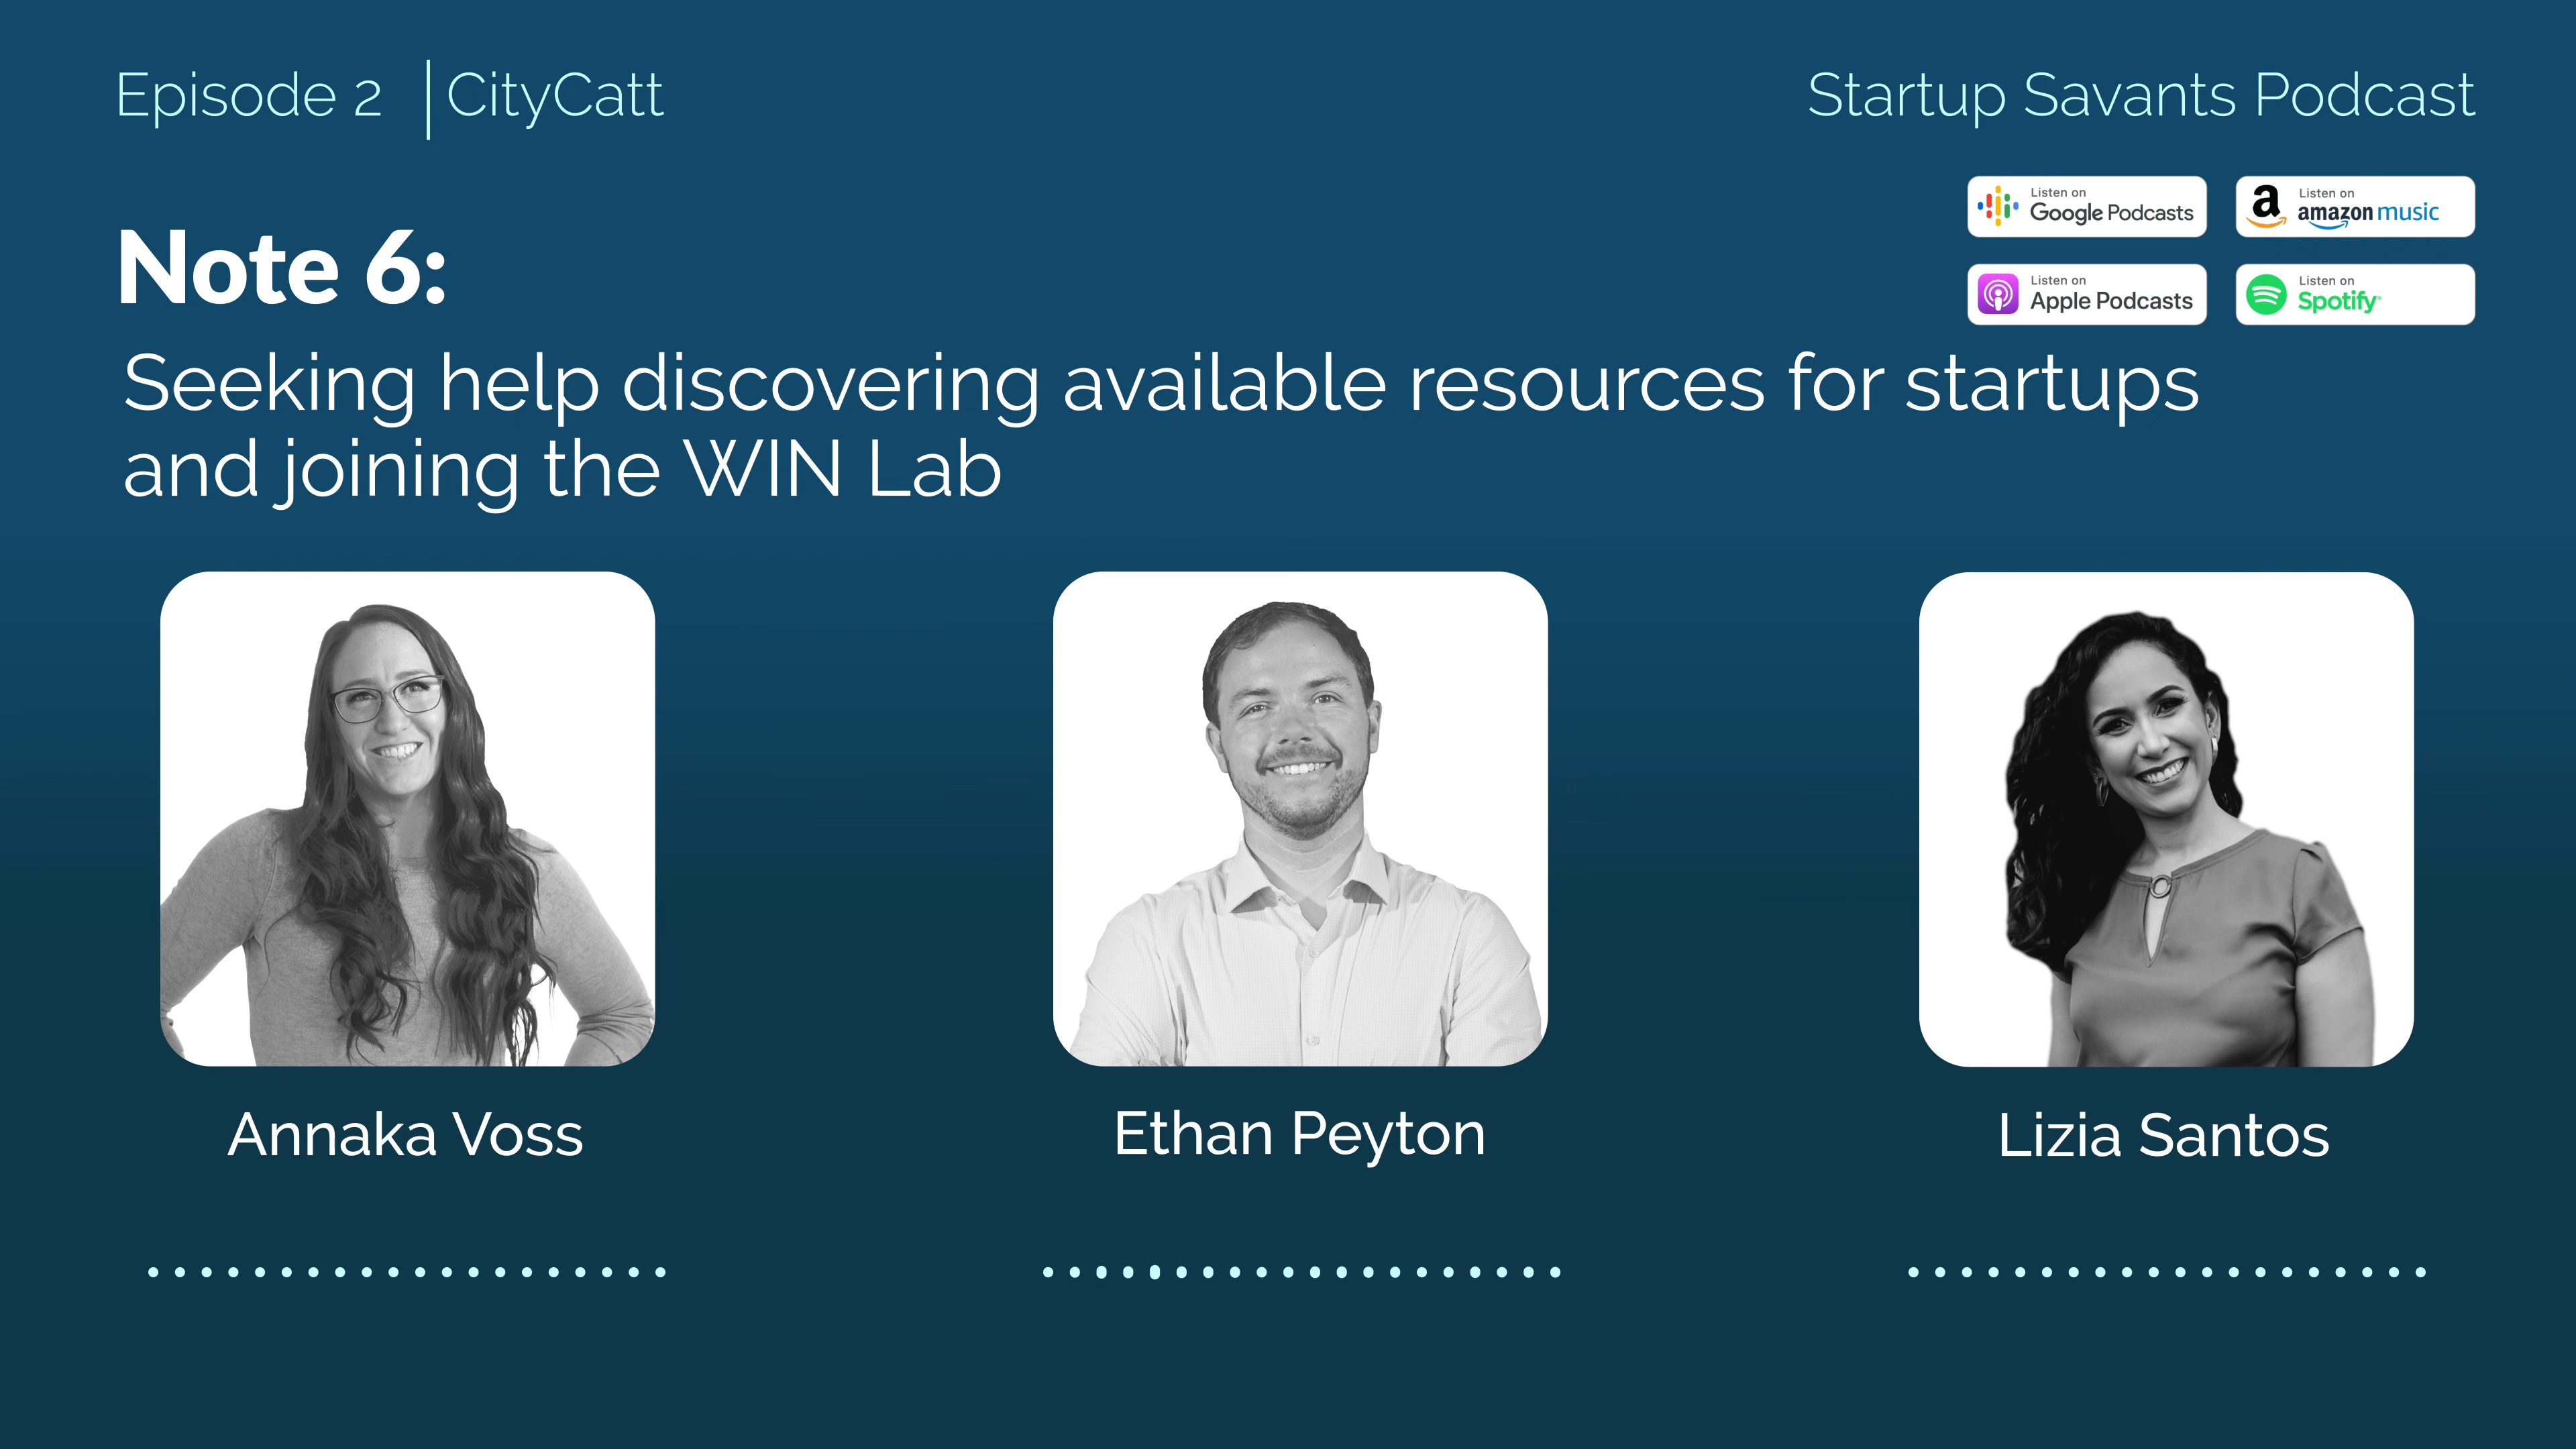 Episode 2 | CityCatt
Startup Savants Podcast
Listen on
Google Podcasts
Listen on
amazon music
Listen on
Apple Podcasts
Listen on
Spotify
Note 6:
Seeking help discovering available resources for startups
and joining the WIN Lab
Annaka Voss
Ethan Peyton
Lizia Santos